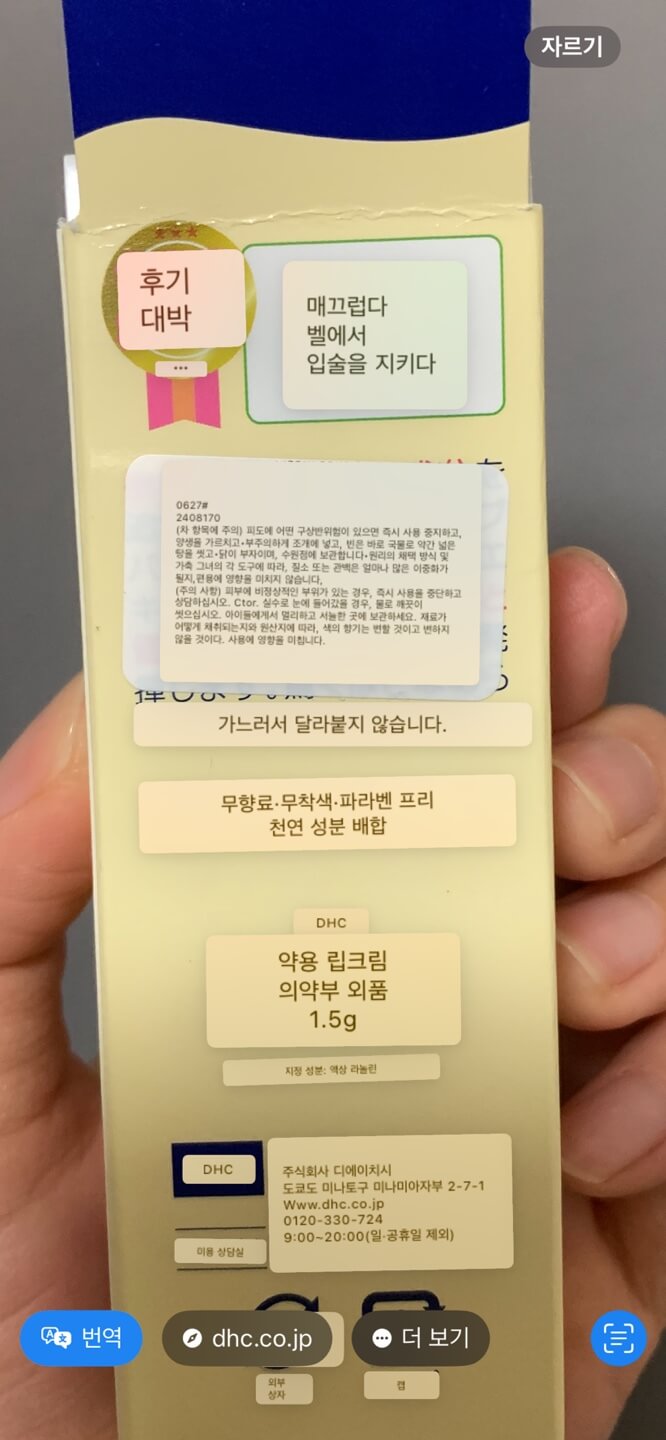 자르기
후기
대박
매끄럽다
벨에서
입술을 지키다
0627#
2408170
(차 항목에 주의) 피도에 어떤 구상반위험이 있으면 즉시 사용 중지하고,
양생을 가르치고•부주의하게 조개에 넣고, 빈은 바로 국물로 약간 넓은
탕을 씻고•닭이 부자이며, 수원점에 보관합니다•원리의 채택 방식 및
가축 그녀의 각 도구에 따라, 질소 또는 관백은 얼마나 많은 이중화가
될지,편용에 영향을 미치지 않습니다,
(주의 사항) 피부에 비정상적인 부위가 있는 경우, 즉시 사용을 중단하고
상담하십시오. Ctor. 실수로 눈에 들어갔을 경우, 물로 깨끗이
씻으십시오. 아이들에게서 멀리하고 서늘한 곳에 보관하세요. 재료가
어떻게 채취되는지와 원산지에 따라, 색의 향기는 변할 것이고 변하지
않을 것이다. 사용에 영향을 미칩니다.
가느러서 달라붙지 않습니다.
무향료·무착색·파라벤 프리
천연 성분 배합
DHC
약용 립크림
의약부 외품
1.5g
지정 성분: 액상 라놀린
DHC
주식회사 디에이치시
도쿄도 미나토구 미나미아자부 2-7-1
Www.dhc.co.jp
0120-330-724
9:00~20:00(일·공휴일 제외)
미용 상담실
번역
dhc.co.jp
더 보기
외부
상자
캡